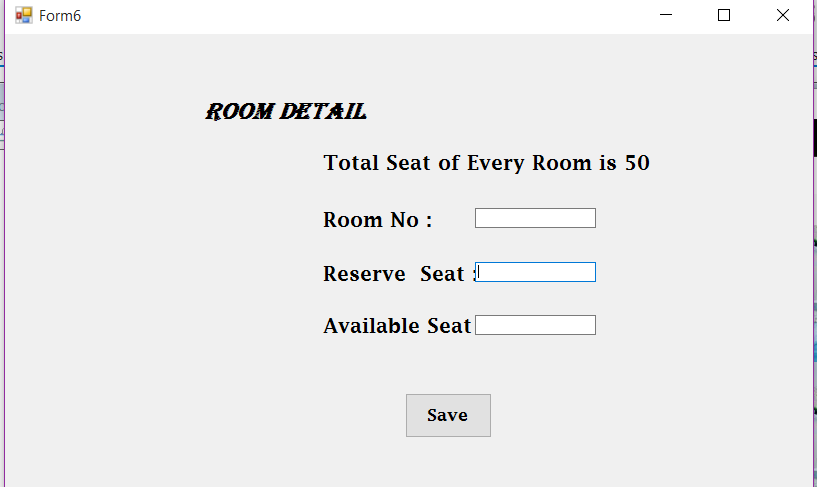 Form6
ROOM DETAIL
Total Seat of Every Room is 50
Room No :
Reserve  Seat :
Available Seat
Save